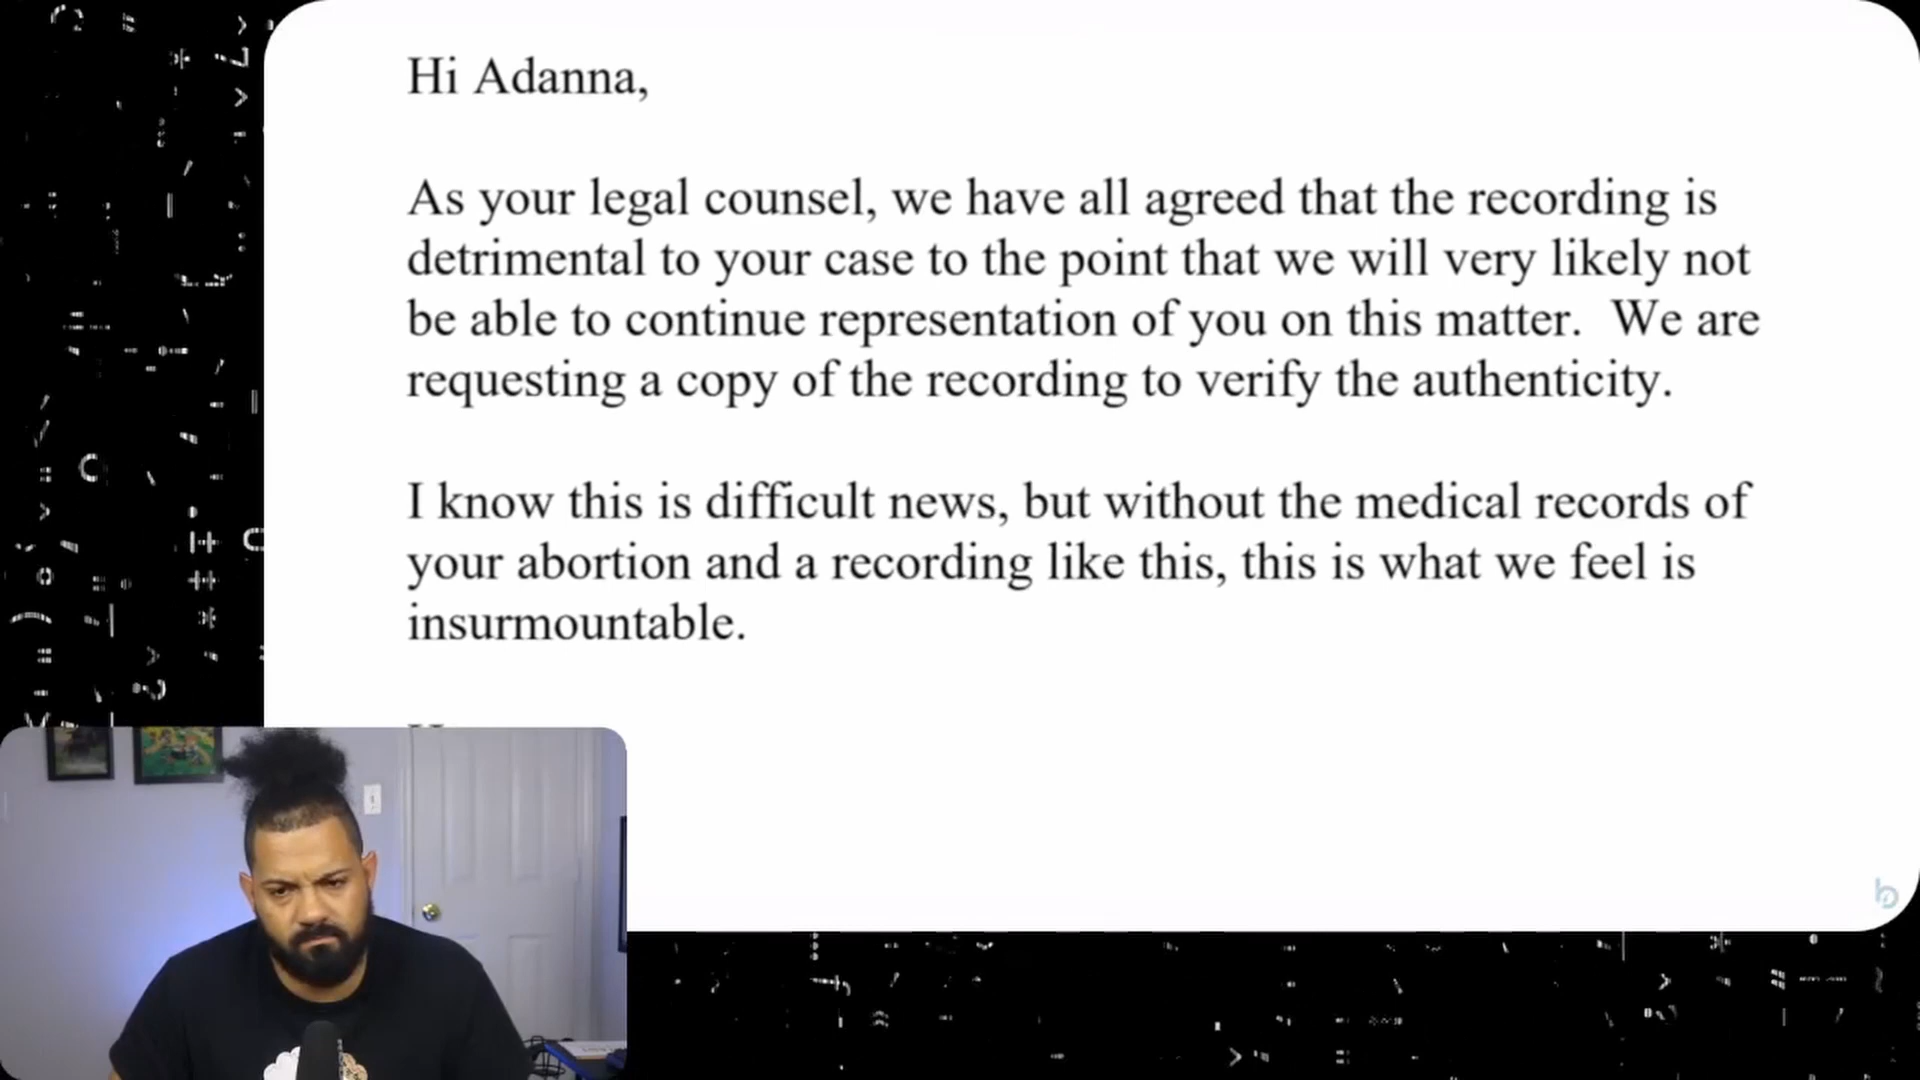 Hi Adanna,
As your legal counsel, we have all agreed that the recording is
detrimental to your case to the point that we will very likely not
be able to continue representation of you on this matter.  We are
requesting a copy of the recording to verify the authenticity.
I know this is difficult news, but without the medical records of
your abortion and a recording like this, this is what we feel is
insurmountable.